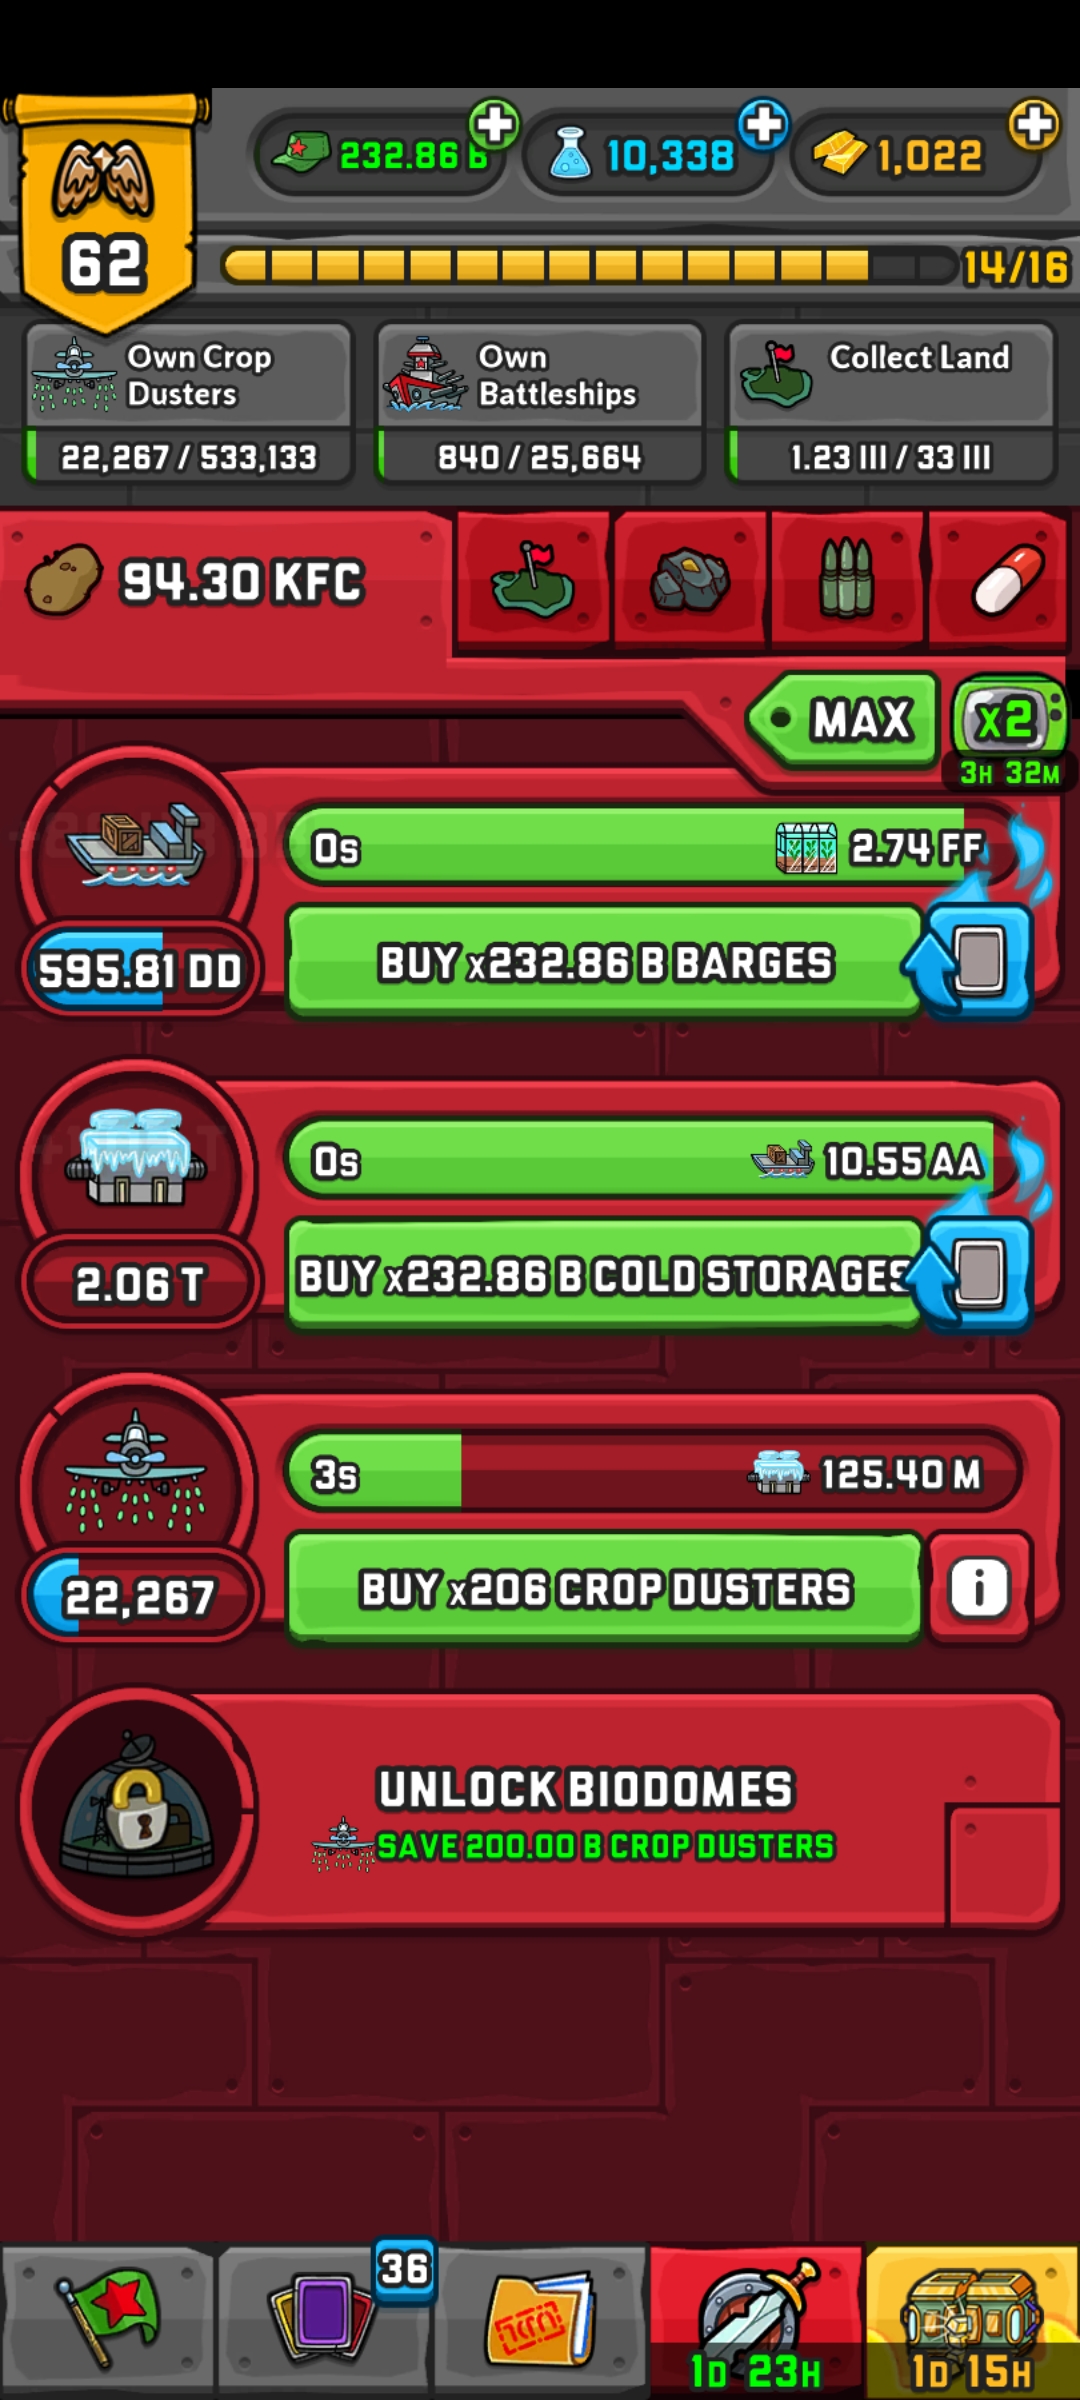 232.86 B
10,338
1,022
62
14/16
Own Crop
Dusters
22,267 / 533,133
Own
Battleships
840 / 25,664
Collect Land
1.23 III / 33 III
94.30 KFC
MAX
x2
3H 32M
0s
2.74 FF
595.81 DD
BUY x232.86 B BARGES
0s
10.55 AA
2.06 T
BUY x232.86 B COLD STORAGES
3s
125.40 M
22,267
BUY x206 CROP DUSTERS
i
UNLOCK BIODOMES
SAVE 200.00 B CROP DUSTERS
36
1D 23H
1D 15H